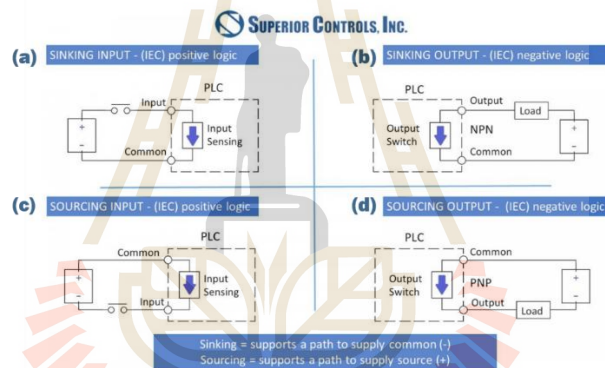 SUPERIOR CONTROLS, INC.
(a) SINKING INPUT - (IEC) positive logic
PLC
Input
+
Input
Sensing
-
Common
(b) SINKING OUTPUT - (IEC) negative logic
PLC
Output
Load
Output
Switch
NPN
+
-
Common
(c) SOURCING INPUT - (IEC) positive logic
PLC
Common
+
Input
Sensing
-
Input
(d) SOURCING OUTPUT - (IEC) negative logic
PLC
Common
Output
Switch
PNP
+
-
Output
Load
Sinking = supports a path to supply common (-)
Sourcing = supports a path to supply source (+)